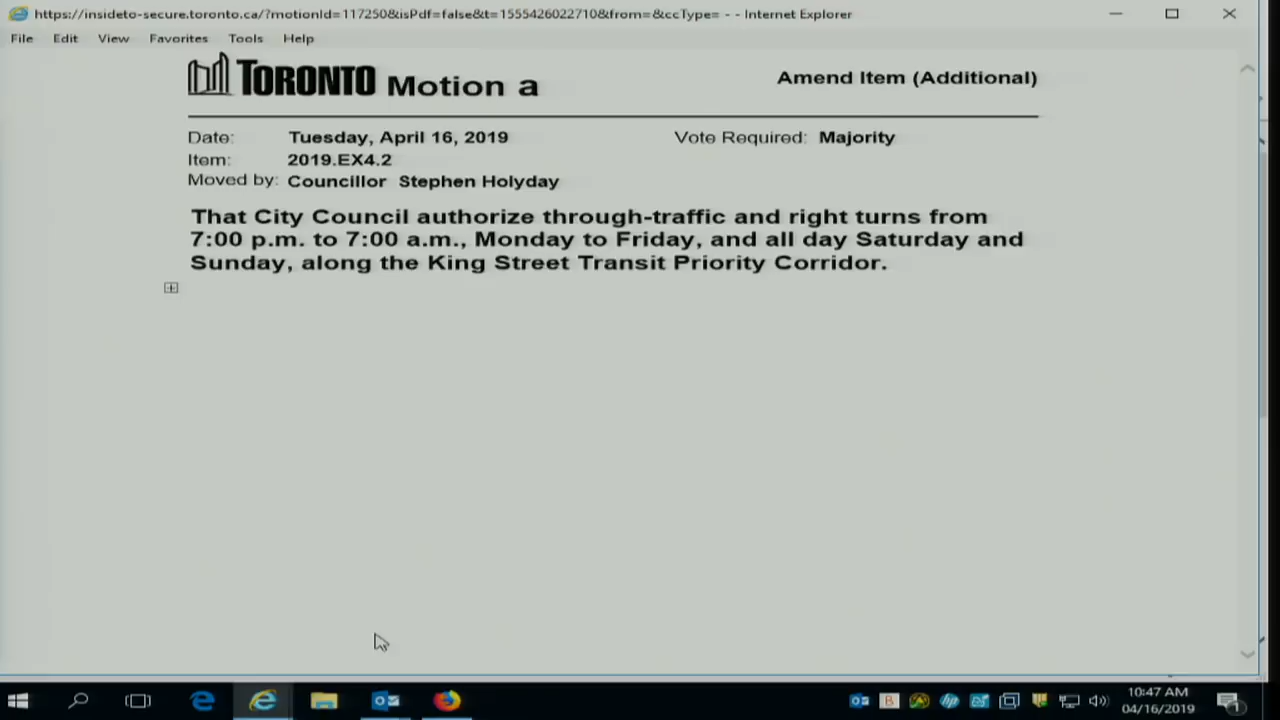 https://insideto-secure.toronto.ca/?motionId=117250&isPdf=false&t=1555426022710&from=&ccType= - - Internet Explorer
File Edit View Favorites Tools Help
TORONTO Motion a
Amend Item (Additional)
Date: Tuesday, April 16, 2019
Vote Required: Majority
Item: 2019.EX4.2
Moved by: Councillor Stephen Holyday
That City Council authorize through-traffic and right turns from
7:00 p.m. to 7:00 a.m., Monday to Friday, and all day Saturday and
Sunday, along the King Street Transit Priority Corridor.
10:47 AM
04/16/2019